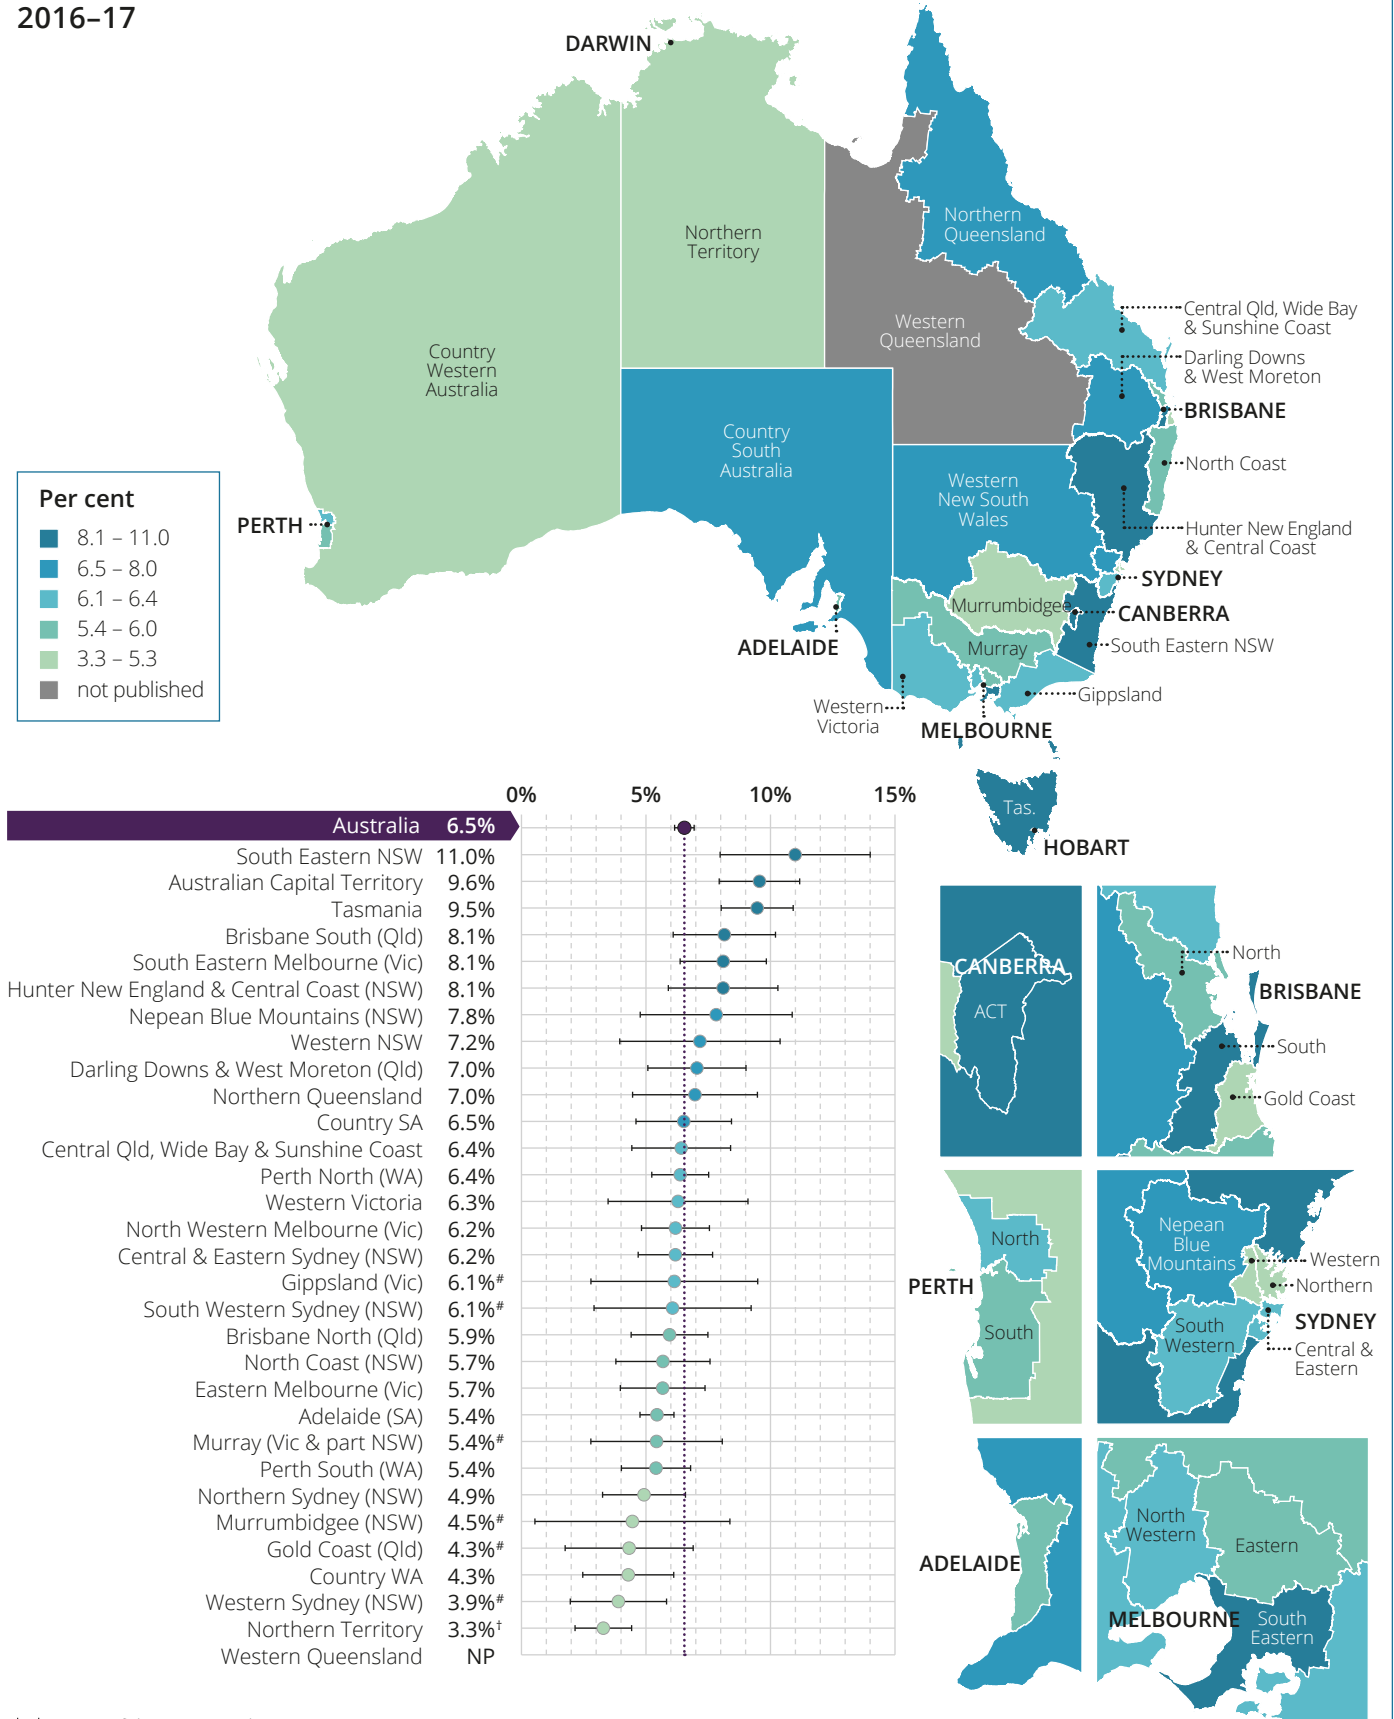 2016–17
DARWIN
Northern
Queensland
Northern
Territory
Central Qld, Wide Bay
& Sunshine Coast
Western
Queensland
Country
Western
Australia
Darling Downs
& West Moreton
BRISBANE
Country
South
Australia
North Coast
Western
New South
Wales
Per cent
8.1 – 11.0
6.5 – 8.0
6.1 – 6.4
5.4 – 6.0
3.3 – 5.3
not published
PERTH
Hunter New England
& Central Coast
SYDNEY
Murrumbidgee
CANBERRA
ADELAIDE
Murray
South Eastern NSW
Gippsland
Western
Victoria
MELBOURNE
Tas.
HOBART
0% 5% 10% 15%
Australia 6.5%
South Eastern NSW 11.0%
Australian Capital Territory 9.6%
Tasmania 9.5%
Brisbane South (Qld) 8.1%
South Eastern Melbourne (Vic) 8.1%
Hunter New England & Central Coast (NSW) 8.1%
Nepean Blue Mountains (NSW) 7.8%
Western NSW 7.2%
Darling Downs & West Moreton (Qld) 7.0%
Northern Queensland 7.0%
Country SA 6.5%
Central Qld, Wide Bay & Sunshine Coast 6.4%
Perth North (WA) 6.4%
Western Victoria 6.3%
North Western Melbourne (Vic) 6.2%
Central & Eastern Sydney (NSW) 6.2%
Gippsland (Vic) 6.1%#
South Western Sydney (NSW) 6.1%#
Brisbane North (Qld) 5.9%
North Coast (NSW) 5.7%
Eastern Melbourne (Vic) 5.7%
Adelaide (SA) 5.4%
Murray (Vic & part NSW) 5.4%#
Perth South (WA) 5.4%
Northern Sydney (NSW) 4.9%
Murrumbidgee (NSW) 4.5%#
Gold Coast (Qld) 4.3%#
Country WA 4.3%
Western Sydney (NSW) 3.9%#
Northern Territory 3.3%†
Western Queensland NP
CANBERRA
ACT
North
BRISBANE
South
Gold Coast
North
PERTH
South
Nepean
Blue
Mountains
Western
Northern
SYDNEY
South
Western
Central &
Eastern
ADELAIDE
North
Western
Eastern
MELBOURNE
South
Eastern